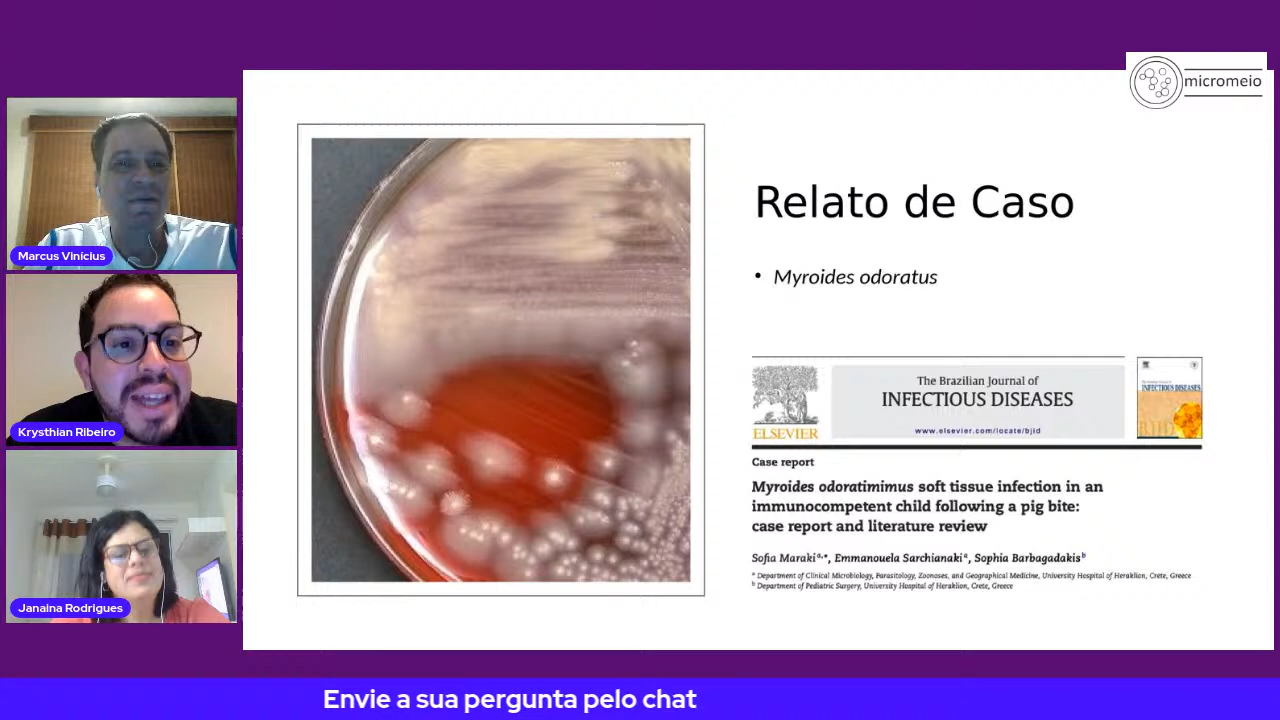 micromeio
Marcus Vinícius
Krysthian Ribeiro
Janaina Rodrigues
Relato de Caso
• Myroides odoratus
ELSEVIER
The Brazilian Journal of
INFECTIOUS DISEASES
www.elsevier.com/locate/bjid
INFECTIOUS DISEASES
BJID
Case report
Myroides odoratimimus soft tissue infection in an
immunocompetent child following a pig bite:
case report and literature review
Sofia Maraki a,*, Emmanouela Sarchianaki a, Sophia Barbagadakis b
a Department of Clinical Microbiology, Parasitology, Zoonoses, and Geographical Medicine, University Hospital of Heraklion, Crete, Greece
b Department of Pediatric Surgery, University Hospital of Heraklion, Crete, Greece
Envie a sua pergunta pelo chat